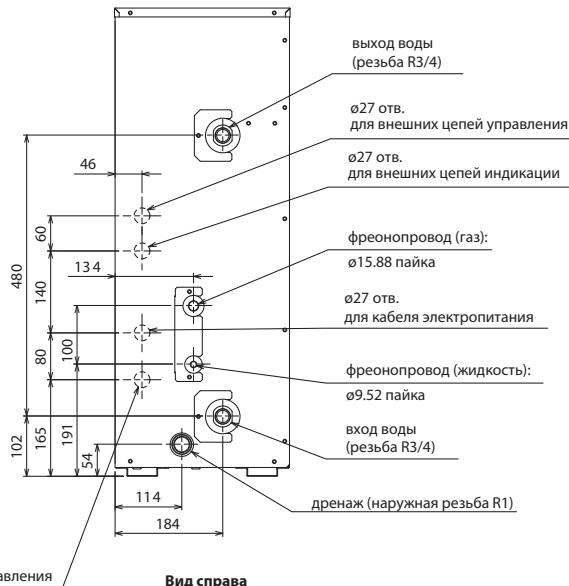 выход воды
(резьба R3/4)
ø27 отв.
для внешних цепей управления
ø27 отв.
для внешних цепей индикации
фреонопровод (газ):
ø15.88 пайка
ø27 отв.
для кабеля электропитания
фреонопровод (жидкость):
ø9.52 пайка
вход воды
(резьба R3/4)
дренаж (наружная резьба R1)
46
60
134
480
140
100
80
102
165
191
54
114
184
авления
Вид справа